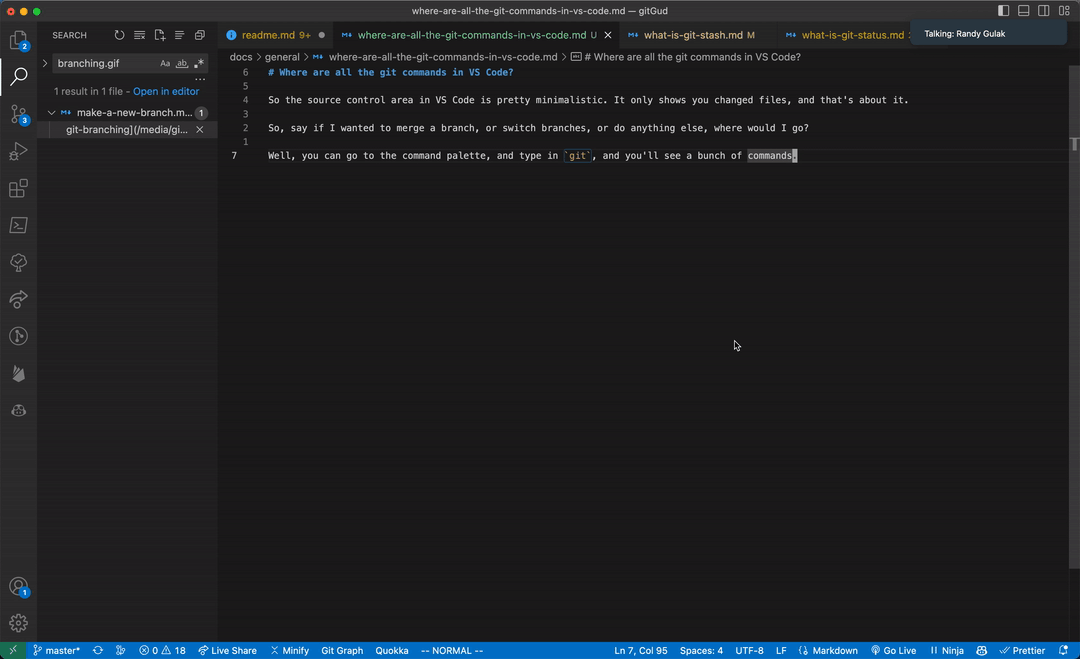 where-are-all-the-git-commands-in-vs-code.md — gitGud
SEARCH
readme.md 9+
where-are-all-the-git-commands-in-vs-code.md U
what-is-git-stash.md M
what-is-git-status.md
Talking: Randy Gulak
branching.gif
Aa ab .*
docs > general > where-are-all-the-git-commands-in-vs-code.md > # Where are all the git commands in VS Code?
1 result in 1 file - Open in editor
make-a-new-branch.m... 1
git-branching](/media/gi...
6 # Where are all the git commands in VS Code?
5
4 So the source control area in VS Code is pretty minimalistic. It only shows you changed files, and that's about it.
3
2 So, say if I wanted to merge a branch, or switch branches, or do anything else, where would I go?
1
7 Well, you can go to the command palette, and type in `git`, and you'll see a bunch of commands.
2
3
1
master* 0 18 Live Share Minify Git Graph Quokka -- NORMAL -- Ln 7, Col 95 Spaces: 4 UTF-8 LF Markdown Go Live Ninja Prettier